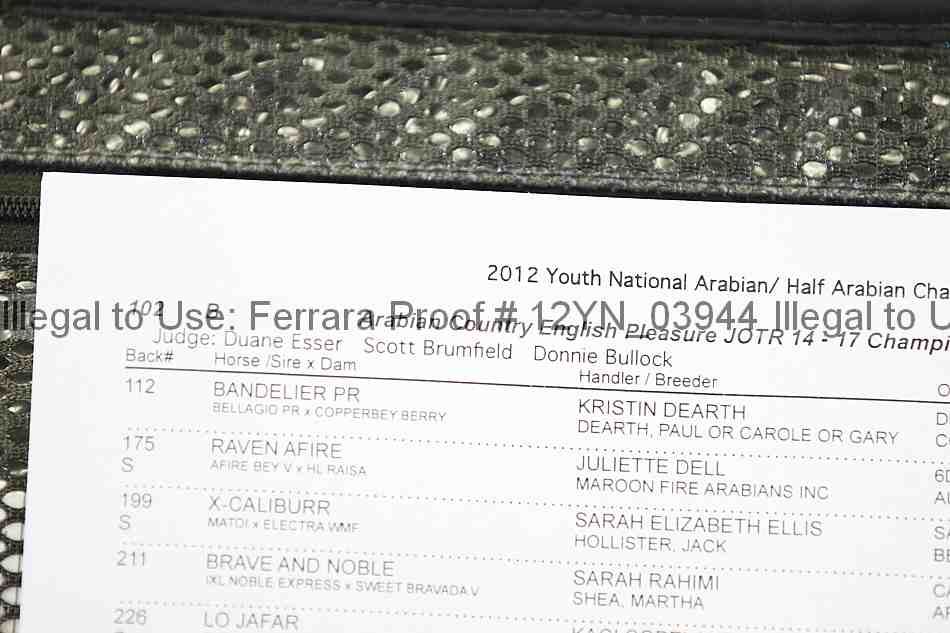 2012 Youth National Arabian/ Half Arabian
Illegal to Use: Ferrara Proof # 12YN_03944 Illegal to
102 B Arabian Country English Pleasure JOTR 14 - 17
Judge: Duane Esser Scott Brumfield Donnie Bullock
Back# Horse /Sire x Dam Handler / Breeder
112 BANDELIER PR KRISTIN DEARTH
BELLAGIO PR x COPPERBEY BERRY DEARTH, PAUL OR CAROLE OR GARY
175 RAVEN AFIRE JULIETTE DELL
S AFIRE BEY V x HL RAISA MAROON FIRE ARABIANS INC
199 X-CALIBURR SARAH ELIZABETH ELLIS
S MATOI x ELECTRA WMF HOLLISTER, JACK
211 BRAVE AND NOBLE SARAH RAHIMI
IXL NOBLE EXPRESS x SWEET BRAVADA V SHEA, MARTHA
226 LO JAFAR